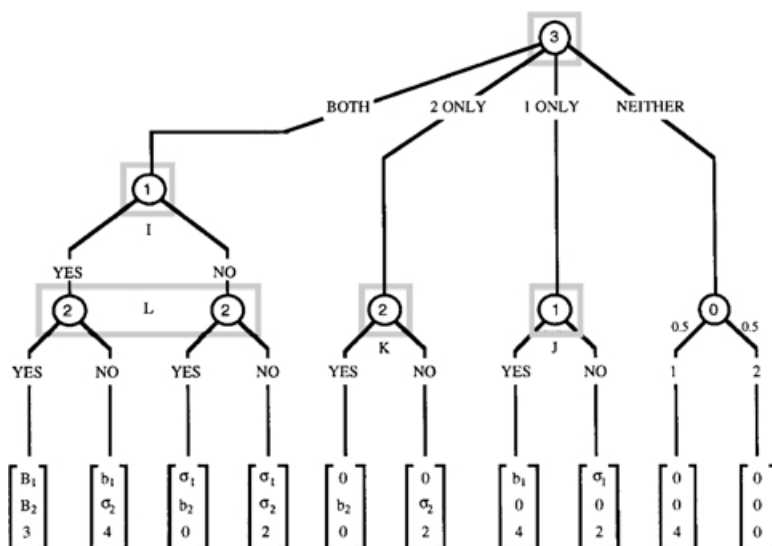 3
BOTH 2 ONLY 1 ONLY NEITHER
1
I
YES NO
2 L 2 2 1 0
K J 0.5 0.5
YES NO YES NO YES NO YES NO 1 2
B₁ b₁ σ₁ σ₁ 0 0 b₁ σ₁ 0 0
B₂ σ₂ b₂ σ₂ b₂ σ₂ 0 0 0 0
3 4 0 2 0 2 4 2 4 0